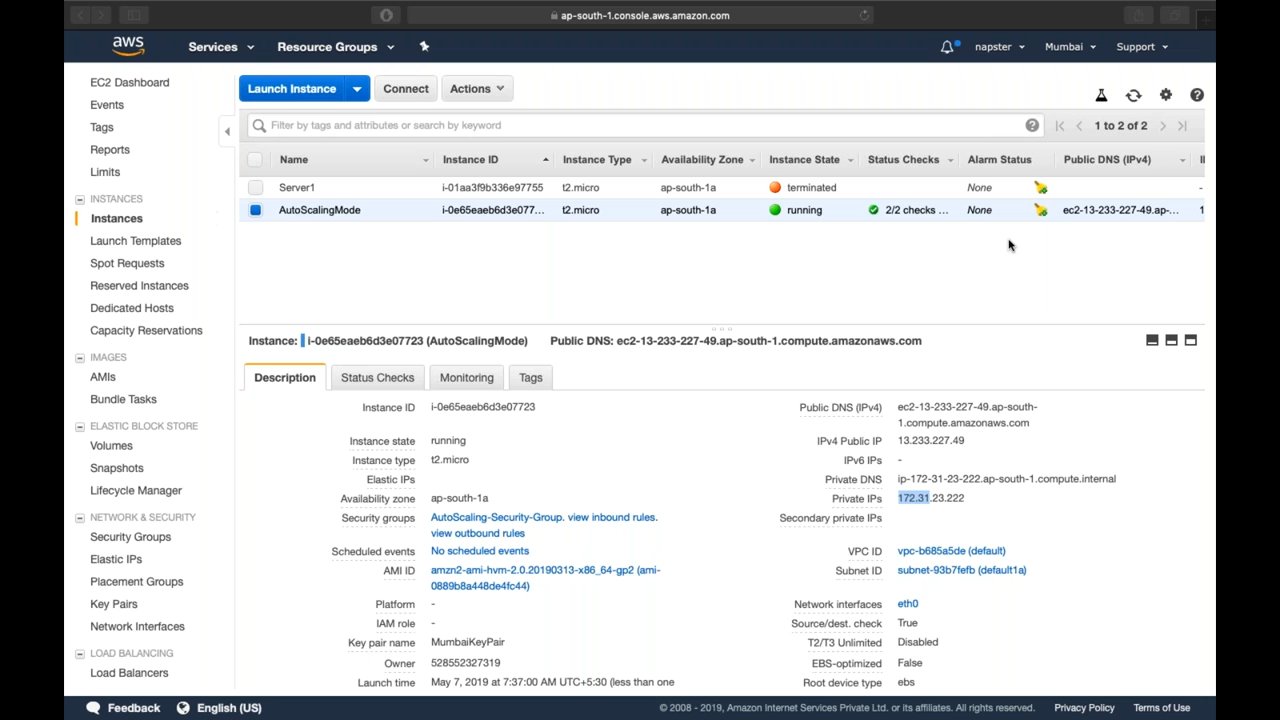 ap-south-1.console.aws.amazon.com
aws
Services
Resource Groups
napster
Mumbai
Support
EC2 Dashboard
Events
Tags
Reports
Limits
INSTANCES
Instances
Launch Templates
Spot Requests
Reserved Instances
Dedicated Hosts
Capacity Reservations
IMAGES
AMIs
Bundle Tasks
ELASTIC BLOCK STORE
Volumes
Snapshots
Lifecycle Manager
NETWORK & SECURITY
Security Groups
Elastic IPs
Placement Groups
Key Pairs
Network Interfaces
LOAD BALANCING
Load Balancers
Launch Instance
Connect
Actions
Filter by tags and attributes or search by keyword
1 to 2 of 2
Name Instance ID Instance Type Availability Zone Instance State Status Checks Alarm Status Public DNS (IPv4)
Server1 i-01aa3f9b336e97755 t2.micro ap-south-1a terminated None -
AutoScalingMode i-0e65eaeb6d3e077... t2.micro ap-south-1a running 2/2 checks ... None ec2-13-233-227-49.ap-... 1
Instance: i-0e65eaeb6d3e07723 (AutoScalingMode) Public DNS: ec2-13-233-227-49.ap-south-1.compute.amazonaws.com
Description Status Checks Monitoring Tags
Instance ID i-0e65eaeb6d3e07723
Instance state running
Instance type t2.micro
Elastic IPs
Availability zone ap-south-1a
Security groups AutoScaling-Security-Group. view inbound rules.
view outbound rules
Scheduled events No scheduled events
AMI ID amzn2-ami-hvm-2.0.20190313-x86_64-gp2 (ami-
0889b8a448de4fc44)
Platform -
IAM role -
Key pair name MumbaiKeyPair
Owner 528552327319
Launch time May 7, 2019 at 7:37:00 AM UTC+5:30 (less than one
Public DNS (IPv4) ec2-13-233-227-49.ap-south-
1.compute.amazonaws.com
IPv4 Public IP 13.233.227.49
IPv6 IPs -
Private DNS ip-172-31-23-222.ap-south-1.compute.internal
Private IPs 172.31.23.222
Secondary private IPs
VPC ID vpc-b685a5de (default)
Subnet ID subnet-93b7fefb (default1a)
Network interfaces eth0
Source/dest. check True
T2/T3 Unlimited Disabled
EBS-optimized False
Root device type ebs
Feedback
English (US)
© 2008 - 2019, Amazon Internet Services Private Ltd. or its affiliates. All rights reserved.
Privacy Policy
Terms of Use